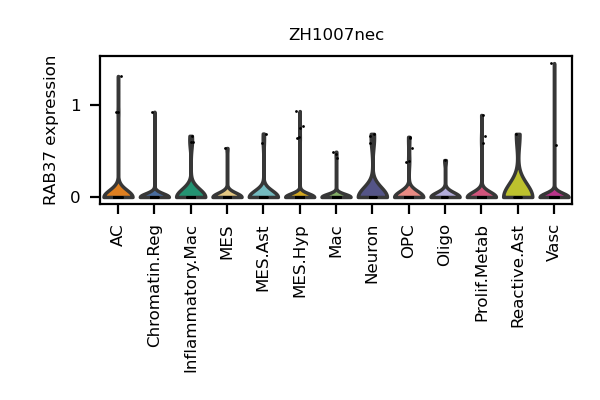 ZH1007nec
RAB37 expression
1
0
AC
Chromatin.Reg
Inflammatory.Mac
MES
MES.Ast
MES.Hyp
Mac
Neuron
OPC
Oligo
Prolif.Metab
Reactive.Ast
Vasc